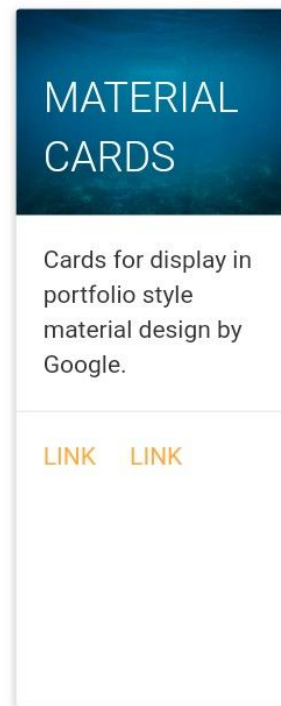 MATERIAL
CARDS
Cards for display in
portfolio style
material design by
Google.
LINK LINK